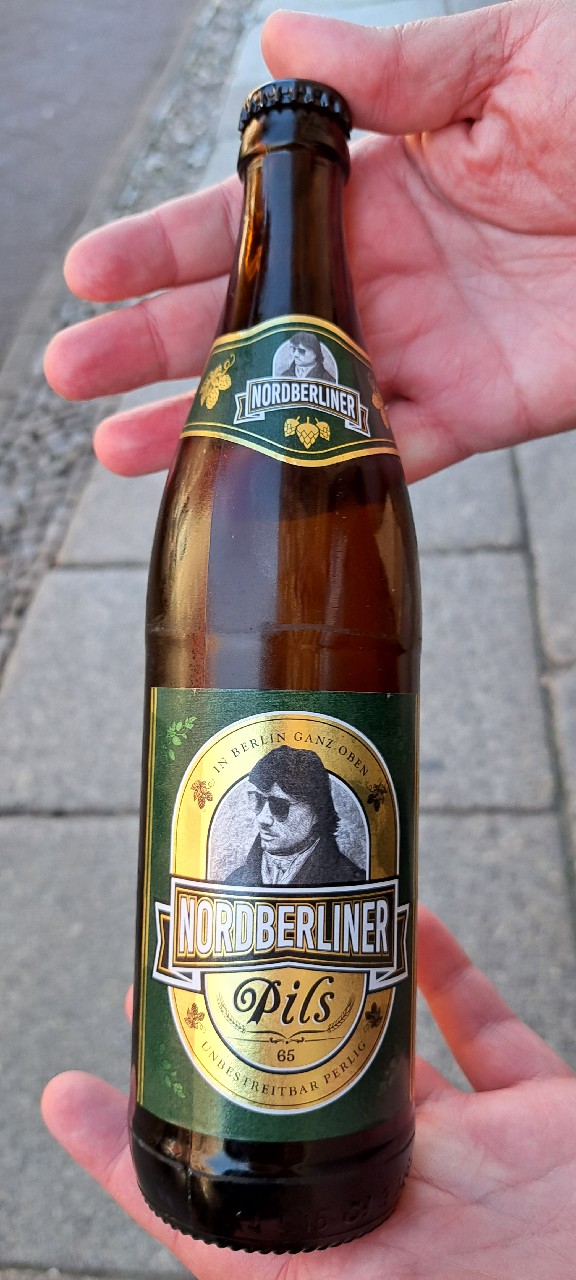 NORDBERLINER
IN BERLIN GANZ OBEN
NORDBERLINER
Pils
65
UNBESTREITBAR PERLIG